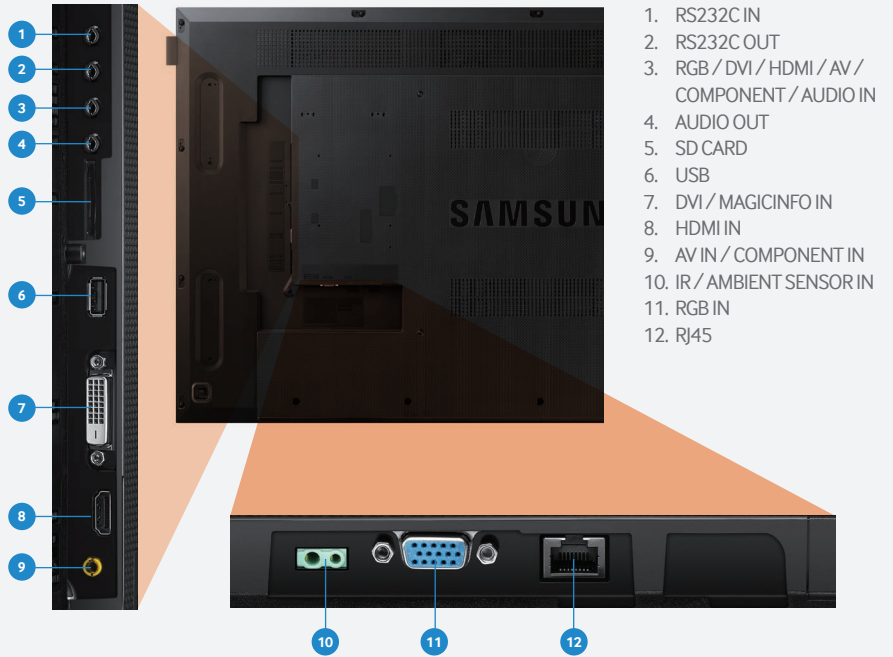 1
2
3
4
5
6
7
8
9
SAMSUN
10
11
12
1. RS232C IN
2. RS232C OUT
3. RGB / DVI / HDMI / AV /
COMPONENT / AUDIO IN
4. AUDIO OUT
5. SD CARD
6. USB
7. DVI / MAGICINFO IN
8. HDMI IN
9. AV IN / COMPONENT IN
10. IR / AMBIENT SENSOR IN
11. RGB IN
12. RJ45